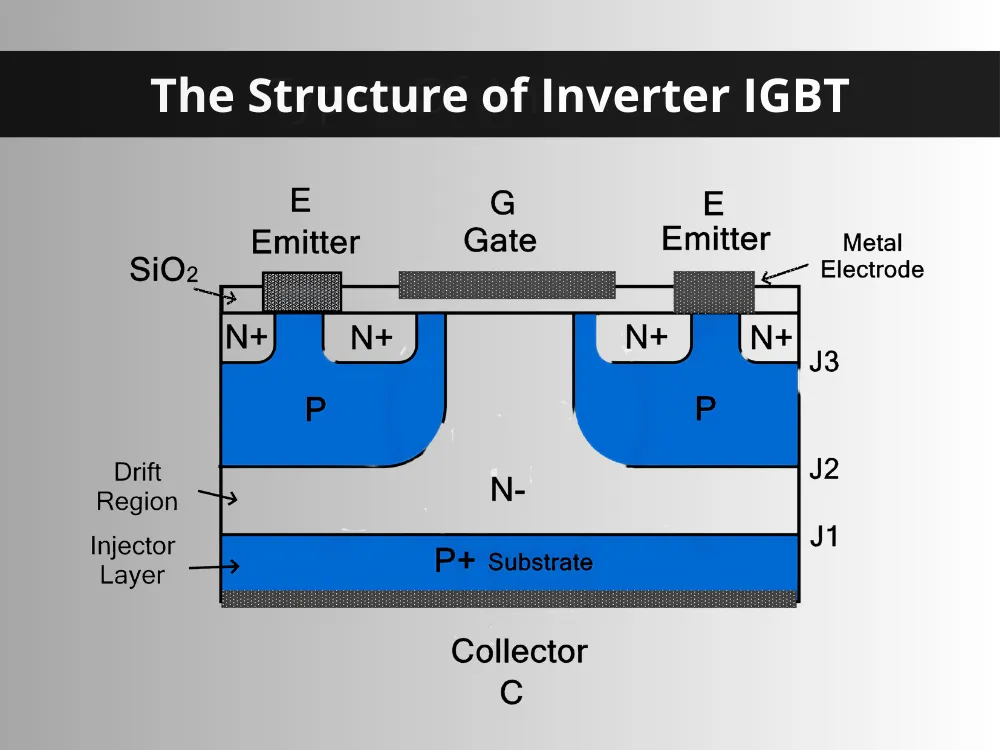 The Structure of Inverter IGBT
E
Emitter
G
Gate
E
Emitter
Metal
Electrode
SiO₂
N+
N+
N+
N+
J3
P
P
J2
Drift
Region
N-
J1
Injector
Layer
P+ Substrate
Collector
C